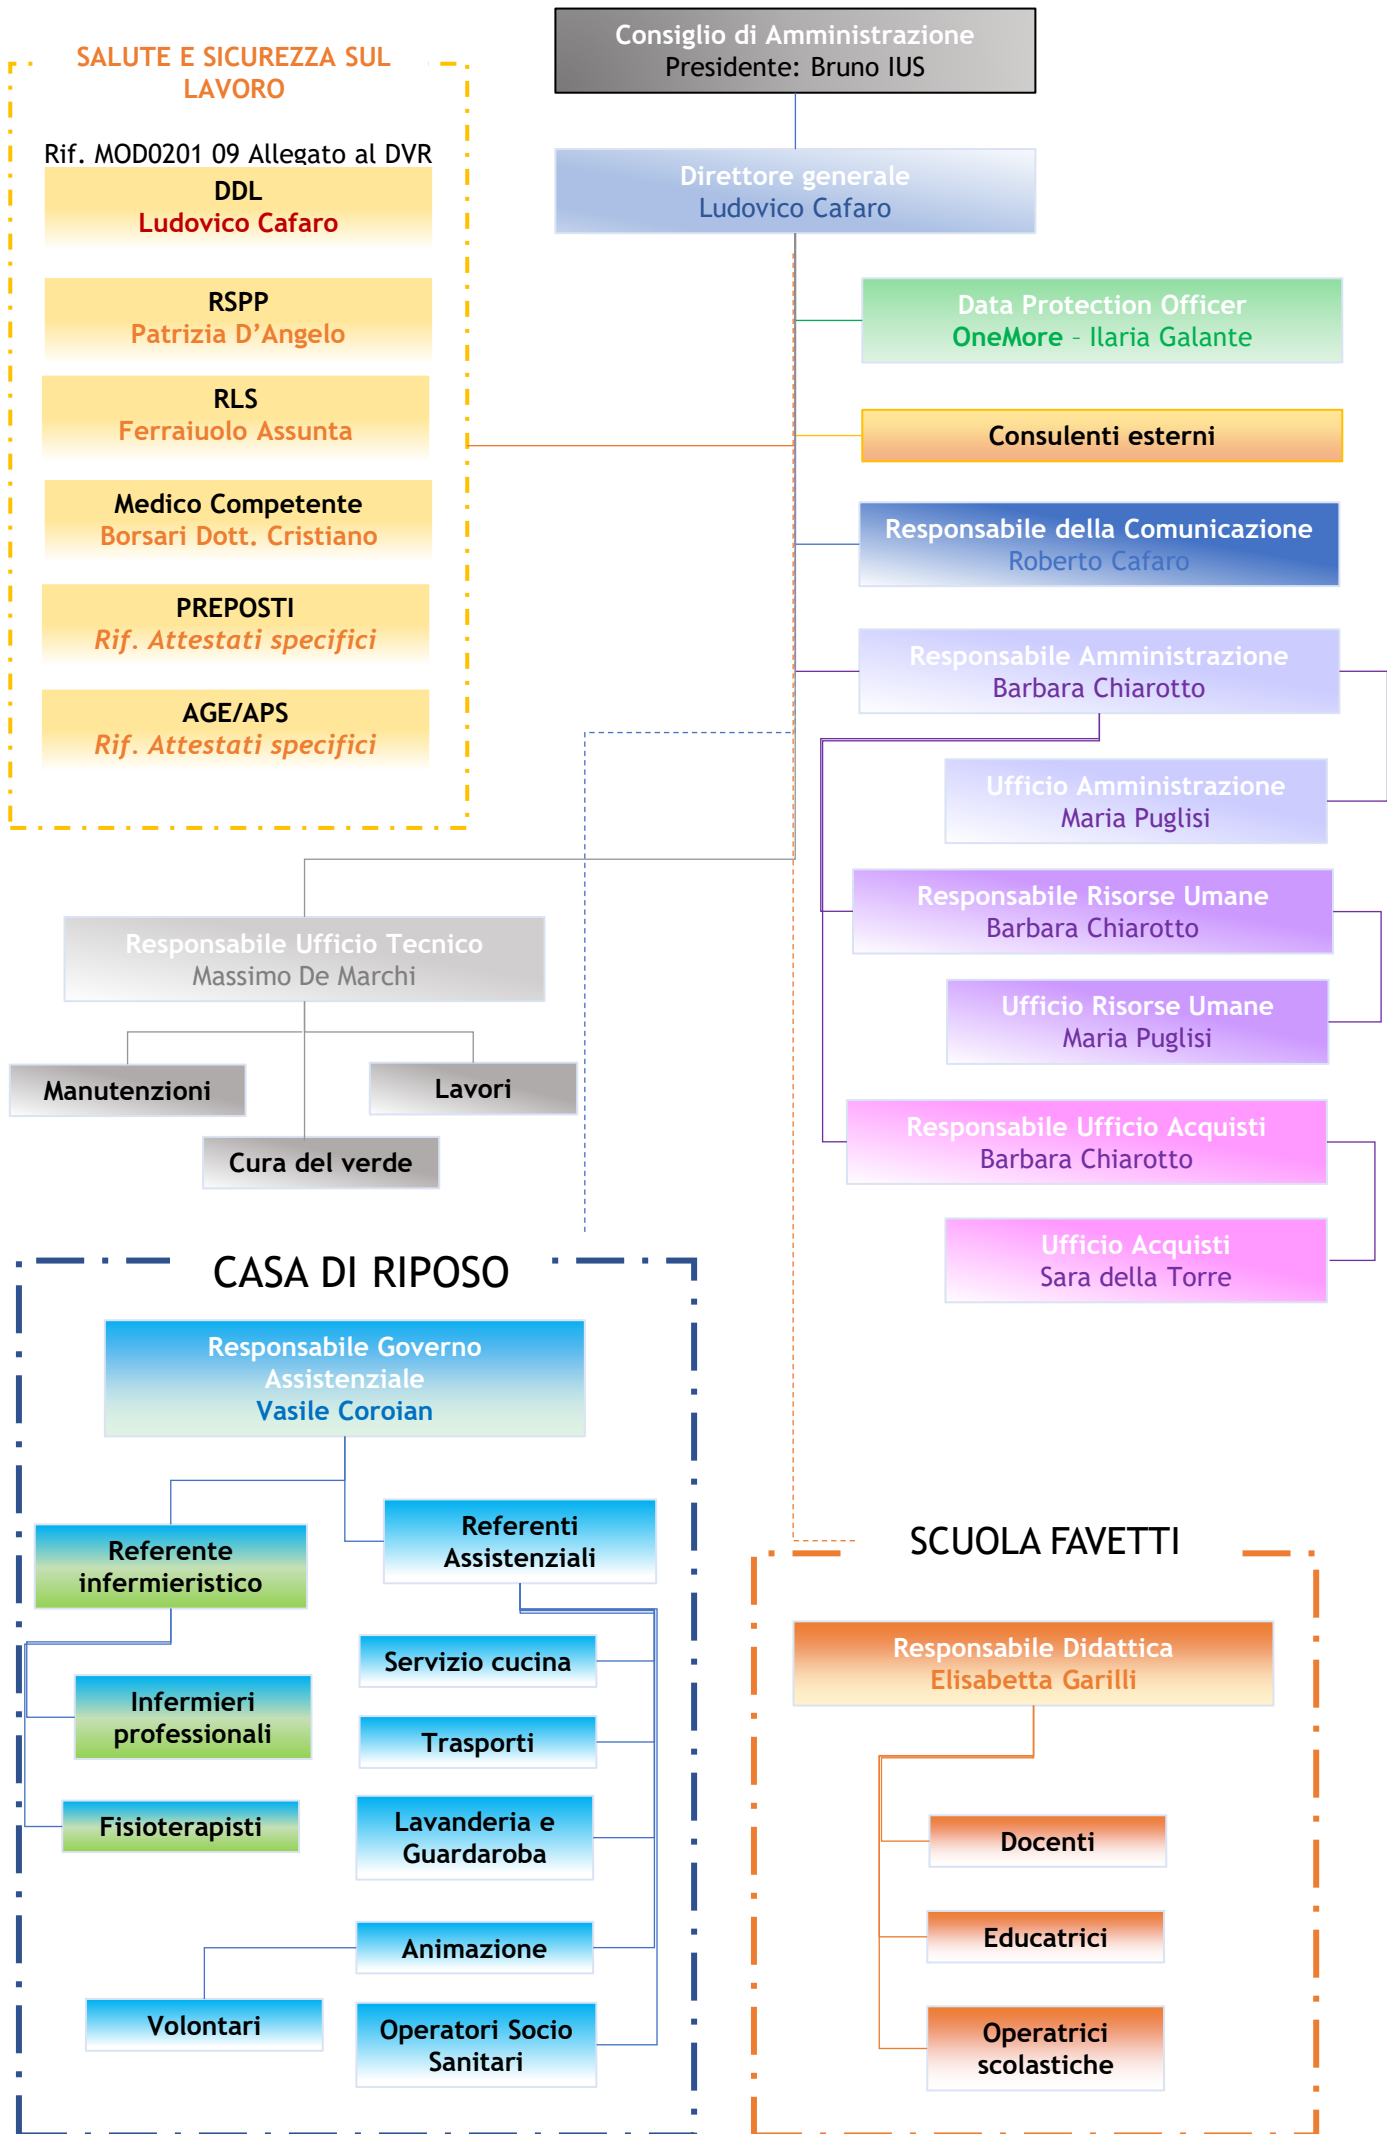 Consiglio di Amministrazione
Presidente: Bruno IUS
SALUTE E SICUREZZA SUL
LAVORO
Rif. MOD0201 09 Allegato al DVR
DDL
Ludovico Cafaro
RSPP
Patrizia D’Angelo
RLS
Ferraiuolo Assunta
Medico Competente
Borsari Dott. Cristiano
PREPOSTI
Rif. Attestati specifici
AGE/APS
Rif. Attestati specifici
Direttore generale
Ludovico Cafaro
Data Protection Officer
OneMore – Ilaria Galante
Consulenti esterni
Responsabile della Comunicazione
Roberto Cafaro
Responsabile Amministrazione
Barbara Chiarotto
Ufficio Amministrazione
Maria Puglisi
Responsabile Risorse Umane
Barbara Chiarotto
Ufficio Risorse Umane
Maria Puglisi
Responsabile Ufficio Acquisti
Barbara Chiarotto
Ufficio Acquisti
Sara della Torre
Responsabile Ufficio Tecnico
Massimo De Marchi
Manutenzioni
Lavori
Cura del verde
CASA DI RIPOSO
Responsabile Governo
Assistenziale
Vasile Coroian
Referente
infermieristico
Infermieri
professionali
Fisioterapisti
Referenti
Assistenziali
Servizio cucina
Trasporti
Lavanderia e
Guardaroba
Animazione
Volontari
Operatori Socio
Sanitari
SCUOLA FAVETTI
Responsabile Didattica
Elisabetta Garilli
Docenti
Educatrici
Operatrici
scolastiche